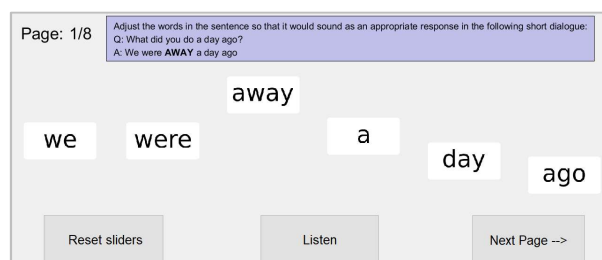 Page: 1/8
Adjust the words in the sentence so that it would sound as an appropriate response in the following short dialogue:
Q: What did you do a day ago?
A: We were AWAY a day ago
away
we were a
day
ago
Reset sliders
Listen
Next Page -->